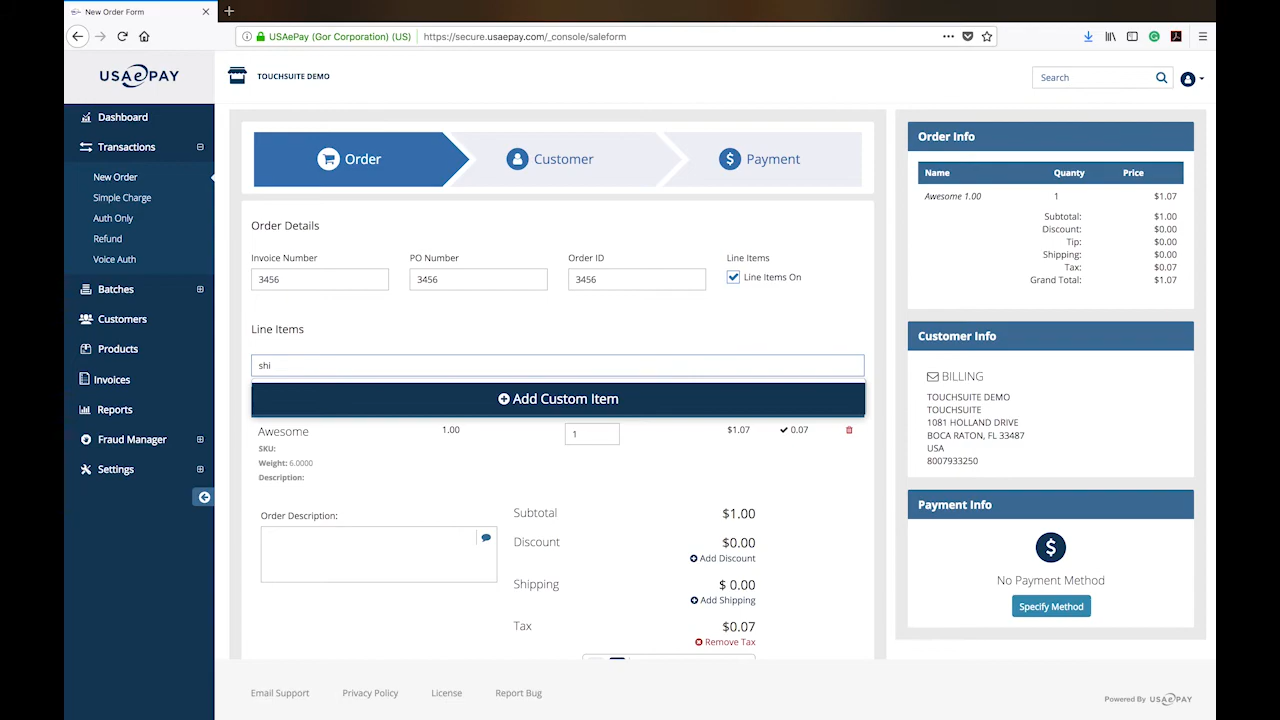 New Order Form
USAePay (Gor Corporation) (US)
https://secure.usaepay.com/_console/saleform
USAePAY
TOUCHSUITE DEMO
Search
Dashboard
Transactions
New Order
Simple Charge
Auth Only
Refund
Voice Auth
Batches
Customers
Products
Invoices
Reports
Fraud Manager
Settings
Order
Customer
Payment
Order Details
Invoice Number PO Number Order ID Line Items
3456 3456 3456 Line Items On
Line Items
shi
Add Custom Item
Awesome 1.00 1 $1.07 0.07
SKU:
Weight: 6.0000
Description:
Order Description:
Subtotal $1.00
Discount $0.00
Add Discount
Shipping $ 0.00
Add Shipping
Tax $0.07
Remove Tax
Order Info
Name Quanty Price
Awesome 1.00 1 $1.07
Subtotal: $1.00
Discount: $0.00
Tip: $0.00
Shipping: $0.00
Tax: $0.07
Grand Total: $1.07
Customer Info
BILLING
TOUCHSUITE DEMO
TOUCHSUITE
1081 HOLLAND DRIVE
BOCA RATON, FL 33487
USA
8007933250
Payment Info
No Payment Method
Specify Method
Email Support Privacy Policy License Report Bug
Powered By USAePAY